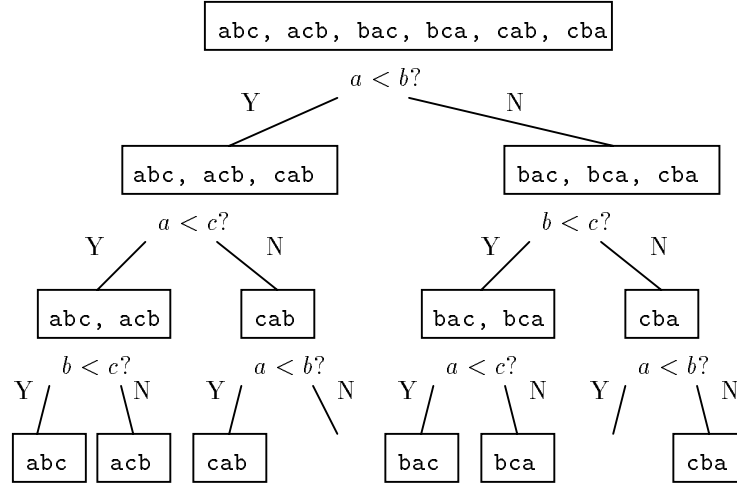 abc, acb, bac, bca, cab, cba
a < b?
Y N
abc, acb, cab bac, bca, cba
a < c? b < c?
Y N Y N
abc, acb cab bac, bca cba
b < c? a < b? a < c? a < b?
Y N Y N Y N Y N
abc acb cab bac bca cba